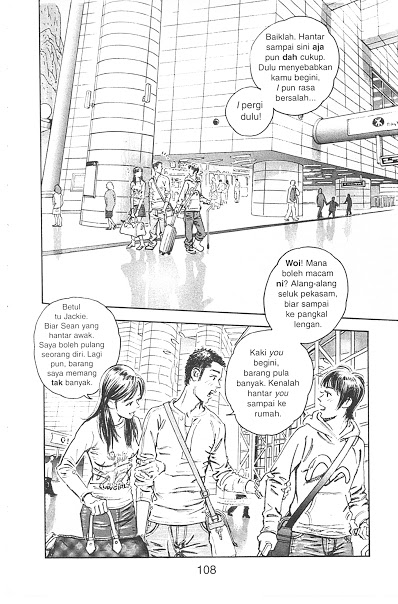 Baiklah. Hantar
sampai sini aja
pun dah cukup.
Dulu menyebabkan
kamu begini,
I pun rasa
bersalah...
I pergi
dulu!
Woi! Mana
boleh macam
ni? Alang-alang
seluk pekasam,
biar sampai
ke pangkal
lengan.
Betul
tu Jackie.
Biar Sean yang
hantar awak.
Saya boleh pulang
seorang diri. Lagi
pun, barang
saya memang
tak banyak.
Kaki you
begini,
barang pula
banyak. Kenalah
hantar you
sampai ke
rumah.
108